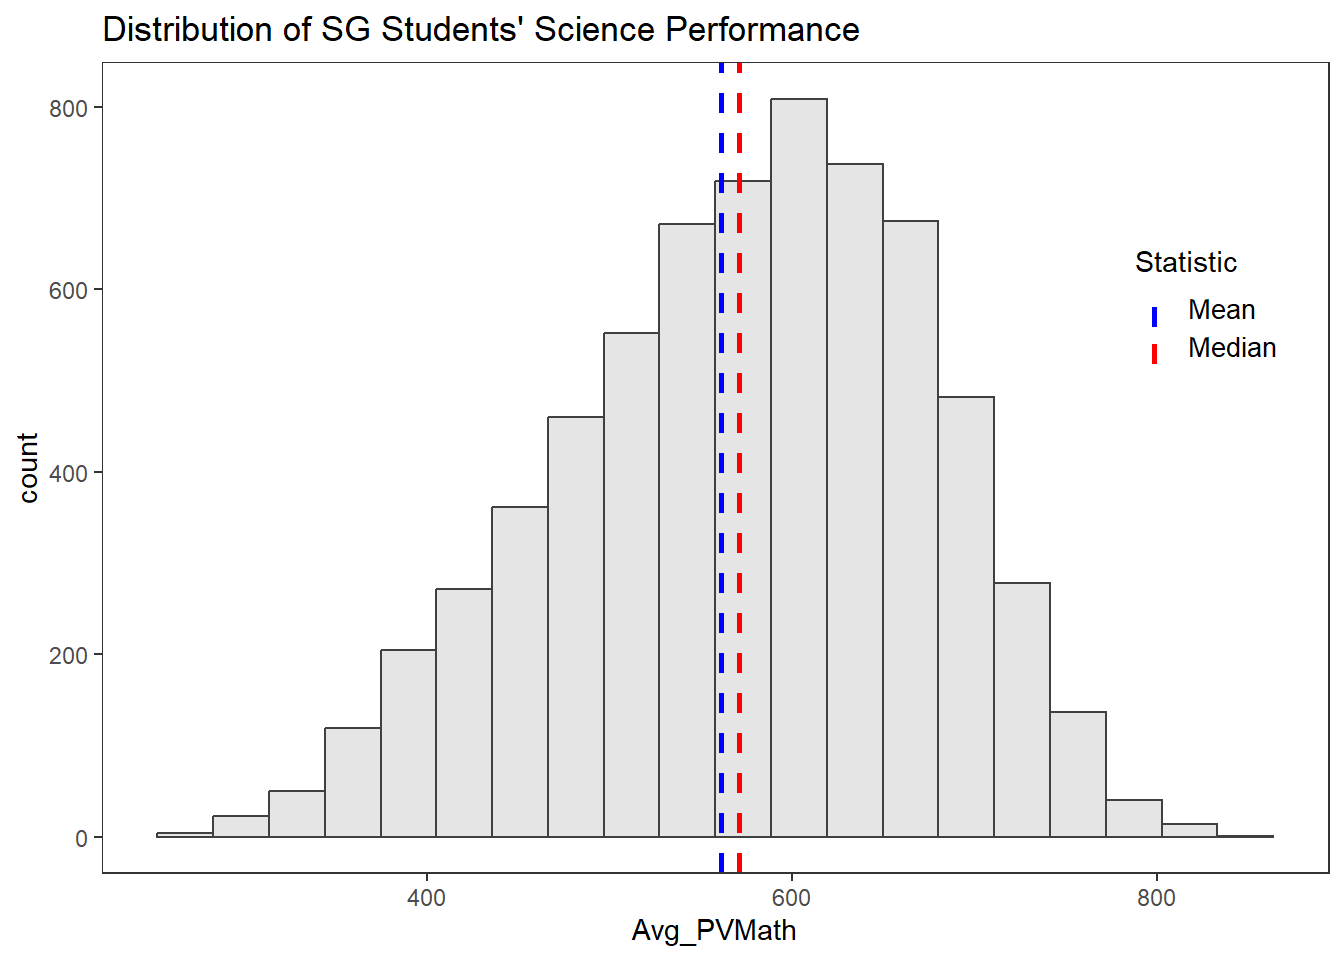 Distribution of SG Students' Science Performance
800
600
400
200
0
count
Statistic
Mean
Median
400
600
800
Avg_PVMath